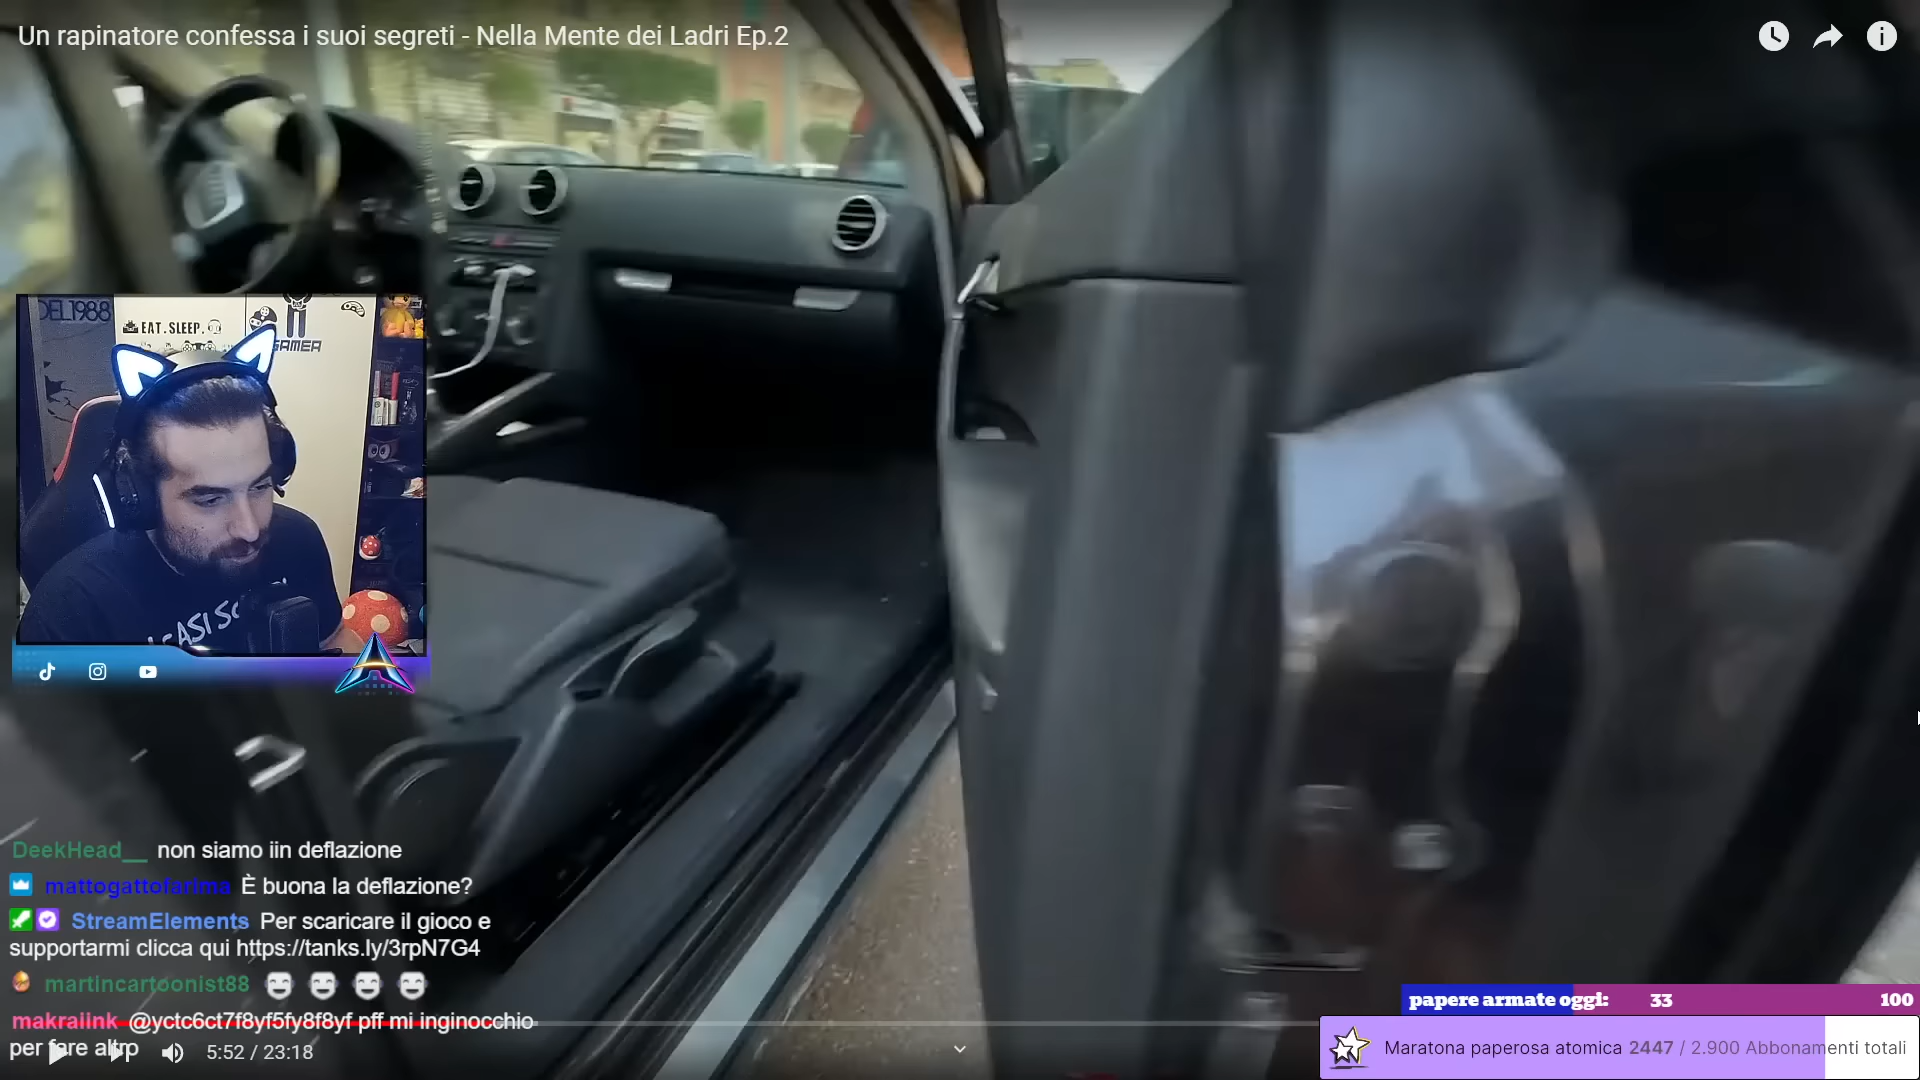 Un rapinatore confessa i suoi segreti - Nella Mente dei Ladri Ep.2
DEL1988
EAT.SLEEP.
GAMER
DeekHead__ non siamo iin deflazione
mattogattofarima È buona la deflazione?
StreamElements Per scaricare il gioco e
supportarmi clicca qui https://tanks.ly/3rpN7G4
martincartoonist88
makraiink @yctc6ct7f8yf5fy8f8yf pff mi inginocchio
per fare altro
5:52 / 23:18
papere armate oggi: 33 100
Maratona paperosa atomica 2447 / 2.900 Abbonamenti totali